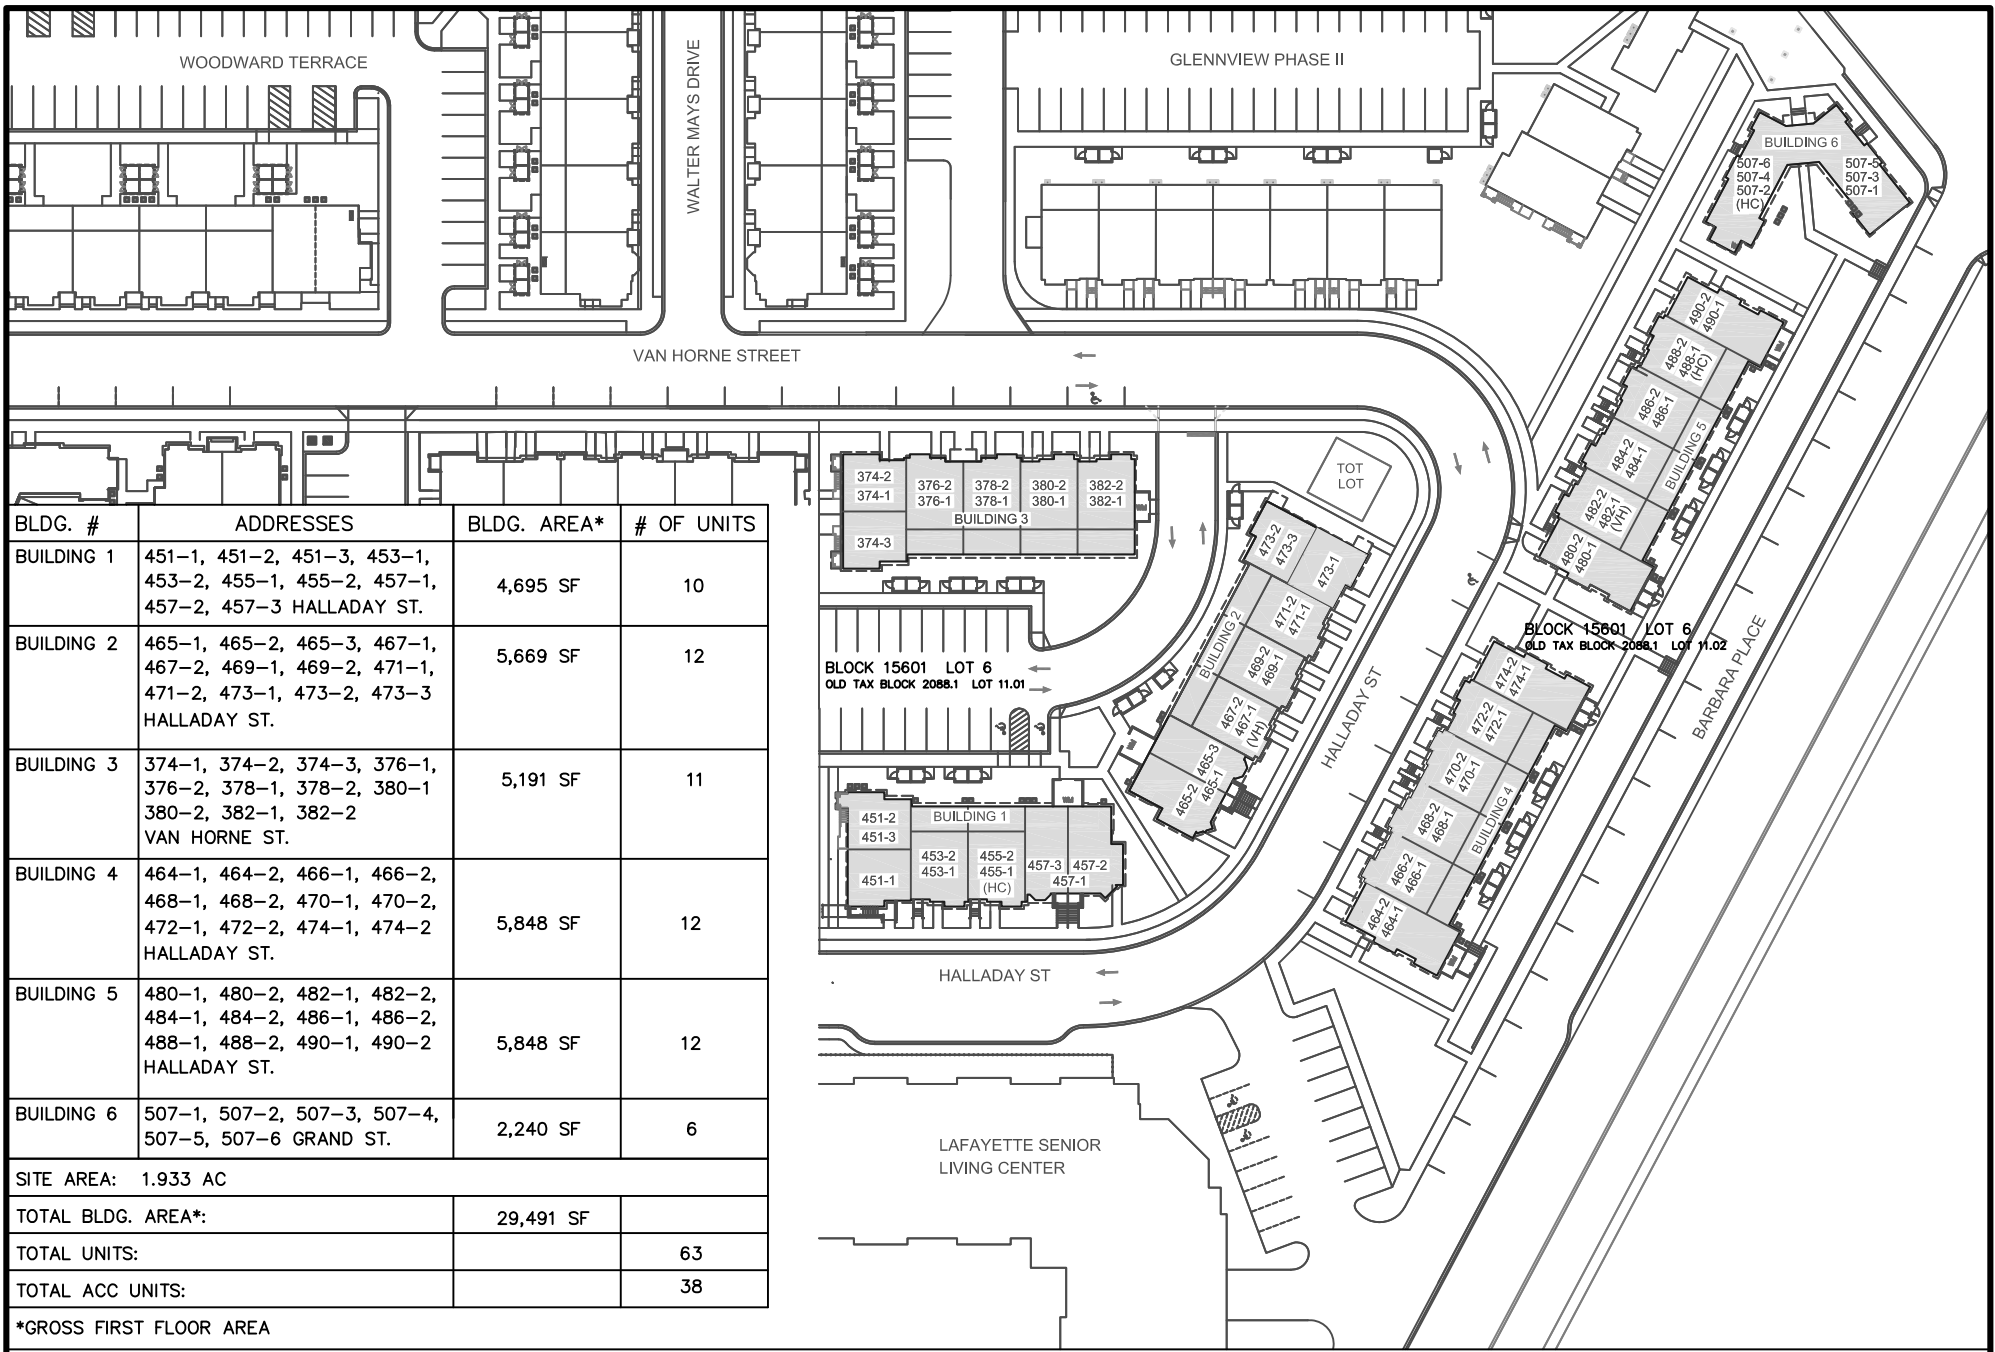 WOODWARD TERRACE
WALTER MAYS DRIVE
GLENNVIEW PHASE II
VAN HORNE STREET
BUILDING 6
507-6
507-4
507-2
(HC)
507-5
507-3
507-1
490-2
490-1
488-2
488-1
(HC)
486-2
486-1
484-2
484-1
482-2
482-1
(VH)
480-2
480-1
BUILDING 5
TOT
LOT
374-2
374-1
374-3
376-2
376-1
378-2
378-1
380-2
380-1
382-2
382-1
BUILDING 3
473-2
473-3
473-1
471-2
471-1
469-2
469-1
467-2
467-1
(VH)
465-3
465-2
465-1
BUILDING 2
BLOCK 15601 LOT 6
OLD TAX BLOCK 2088.1 LOT 11.01
BLOCK 15601 LOT 6
OLD TAX BLOCK 2088.1 LOT 11.02
BARBARA PLACE
HALLADAY ST
474-2
474-1
472-2
472-1
470-2
470-1
468-2
468-1
466-2
466-1
464-2
464-1
BUILDING 4
451-2
451-3
451-1
BUILDING 1
453-2
453-1
455-2
455-1
(HC)
457-3
457-2
457-1
HALLADAY ST
LAFAYETTE SENIOR
LIVING CENTER
BLDG. # ADDRESSES BLDG. AREA* # OF UNITS
BUILDING 1 451-1, 451-2, 451-3, 453-1,
453-2, 455-1, 455-2, 457-1, 4,695 SF 10
457-2, 457-3 HALLADAY ST.
BUILDING 2 465-1, 465-2, 465-3, 467-1,
467-2, 469-1, 469-2, 471-1, 5,669 SF 12
471-2, 473-1, 473-2, 473-3
HALLADAY ST.
BUILDING 3 374-1, 374-2, 374-3, 376-1,
376-2, 378-1, 378-2, 380-1 5,191 SF 11
380-2, 382-1, 382-2
VAN HORNE ST.
BUILDING 4 464-1, 464-2, 466-1, 466-2,
468-1, 468-2, 470-1, 470-2,
472-1, 472-2, 474-1, 474-2 5,848 SF 12
HALLADAY ST.
BUILDING 5 480-1, 480-2, 482-1, 482-2,
484-1, 484-2, 486-1, 486-2,
488-1, 488-2, 490-1, 490-2 5,848 SF 12
HALLADAY ST.
BUILDING 6 507-1, 507-2, 507-3, 507-4,
507-5, 507-6 GRAND ST. 2,240 SF 6
SITE AREA: 1.933 AC
TOTAL BLDG. AREA*: 29,491 SF
TOTAL UNITS: 63
TOTAL ACC UNITS: 38
*GROSS FIRST FLOOR AREA